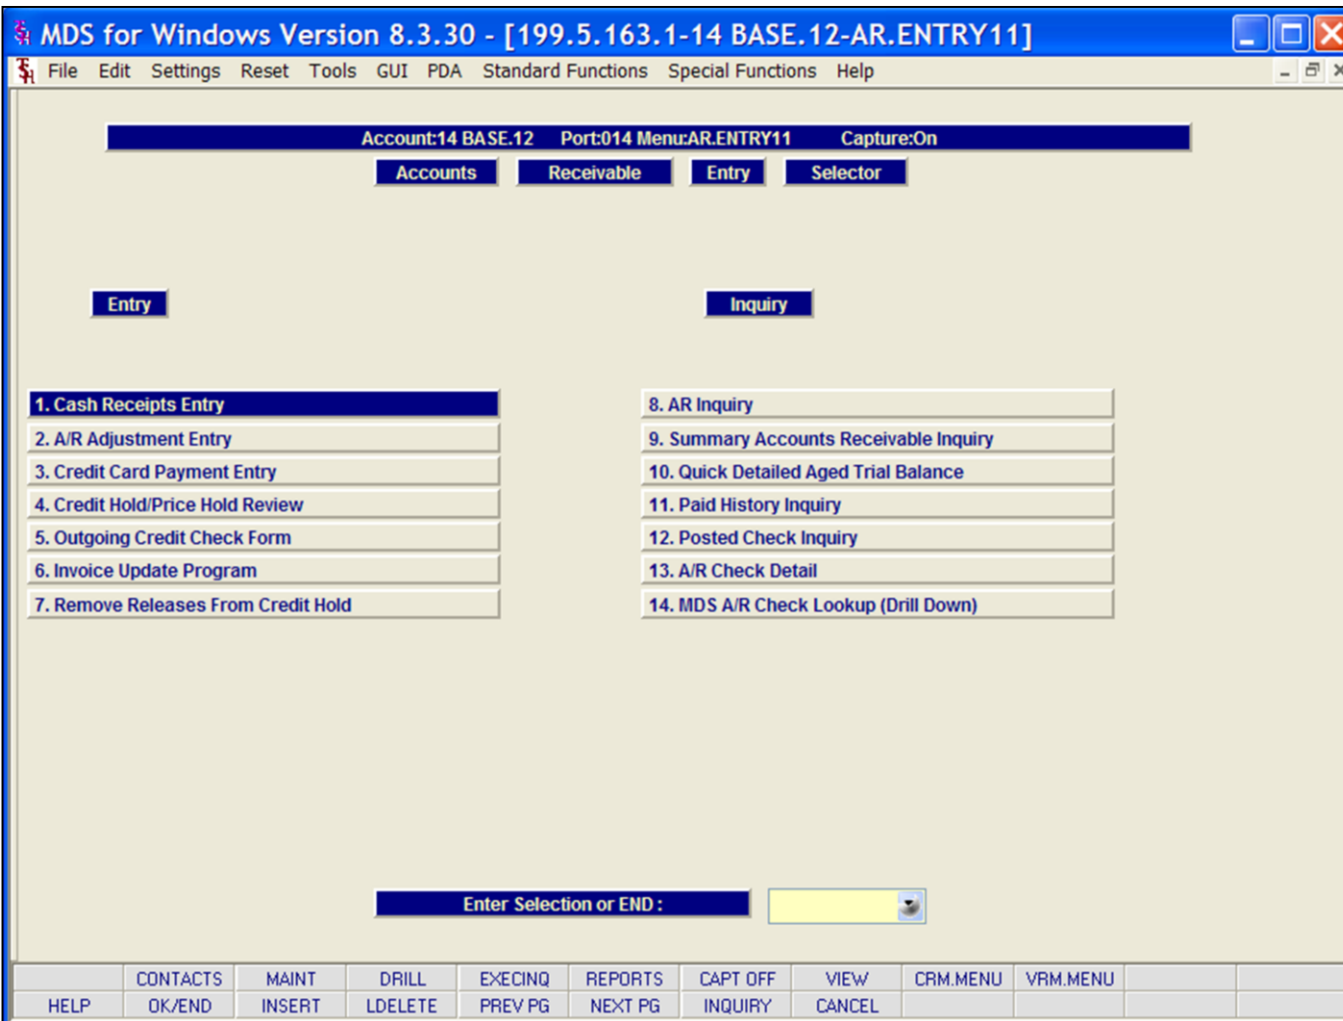 MDS for Windows Version 8.3.30 - [199.5.163.1-14 BASE.12-AR.ENTRY11]
File Edit Settings Reset Tools GUI PDA Standard Functions Special Functions Help
Account:14 BASE.12 Port:014 Menu:AR.ENTRY11 Capture:On
Accounts Receivable Entry Selector
Entry Inquiry
1. Cash Receipts Entry 8. AR Inquiry
2. A/R Adjustment Entry 9. Summary Accounts Receivable Inquiry
3. Credit Card Payment Entry 10. Quick Detailed Aged Trial Balance
4. Credit Hold/Price Hold Review 11. Paid History Inquiry
5. Outgoing Credit Check Form 12. Posted Check Inquiry
6. Invoice Update Program 13. A/R Check Detail
7. Remove Releases From Credit Hold 14. MDS A/R Check Lookup (Drill Down)
Enter Selection or END :
CONTACTS MAINT DRILL EXECINQ REPORTS CAPT OFF VIEW CRM.MENU VRM.MENU
HELP OK/END INSERT LDELETE PREV PG NEXT PG INQUIRY CANCEL